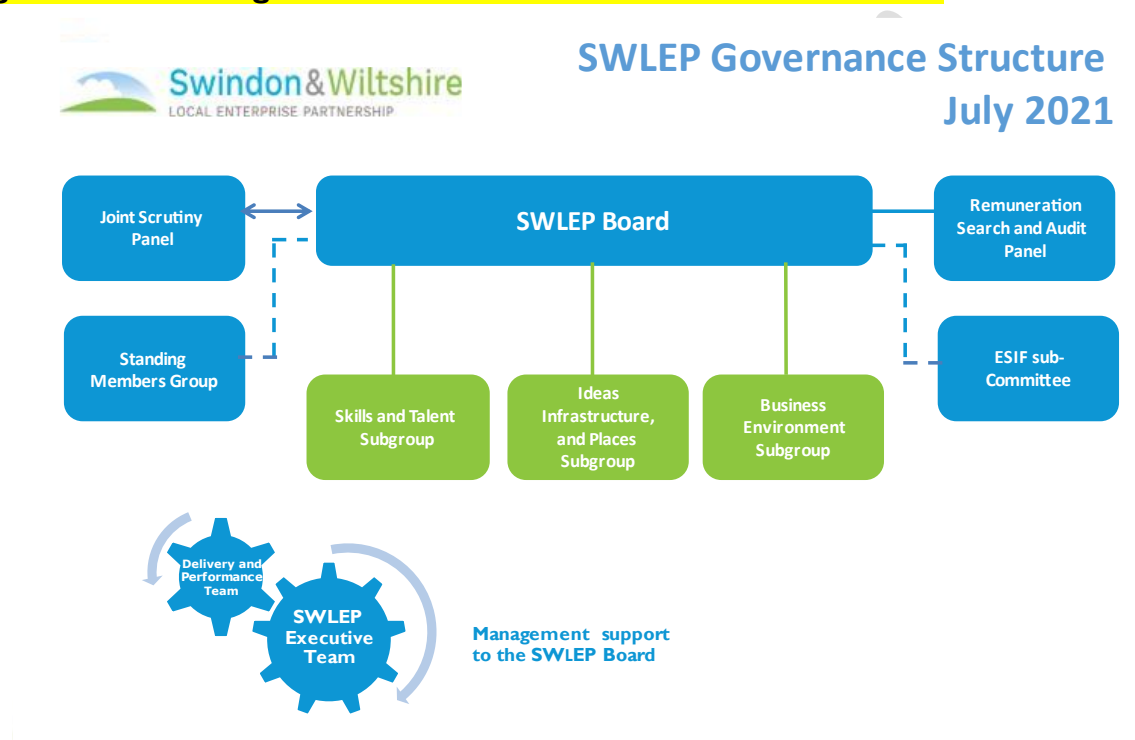 Swindon&Wiltshire
LOCAL ENTERPRISE PARTNERSHIP
SWLEP Governance Structure
July 2021
Joint Scrutiny
Panel
SWLEP Board
Remuneration
Search and Audit
Panel
Standing
Members Group
ESIF sub-
Committee
Skills and Talent
Subgroup
Ideas
Infrastructure,
and Places
Subgroup
Business
Environment
Subgroup
Delivery and
Performance
Team
SWLEP
Executive
Team
Management support
to the SWLEP Board